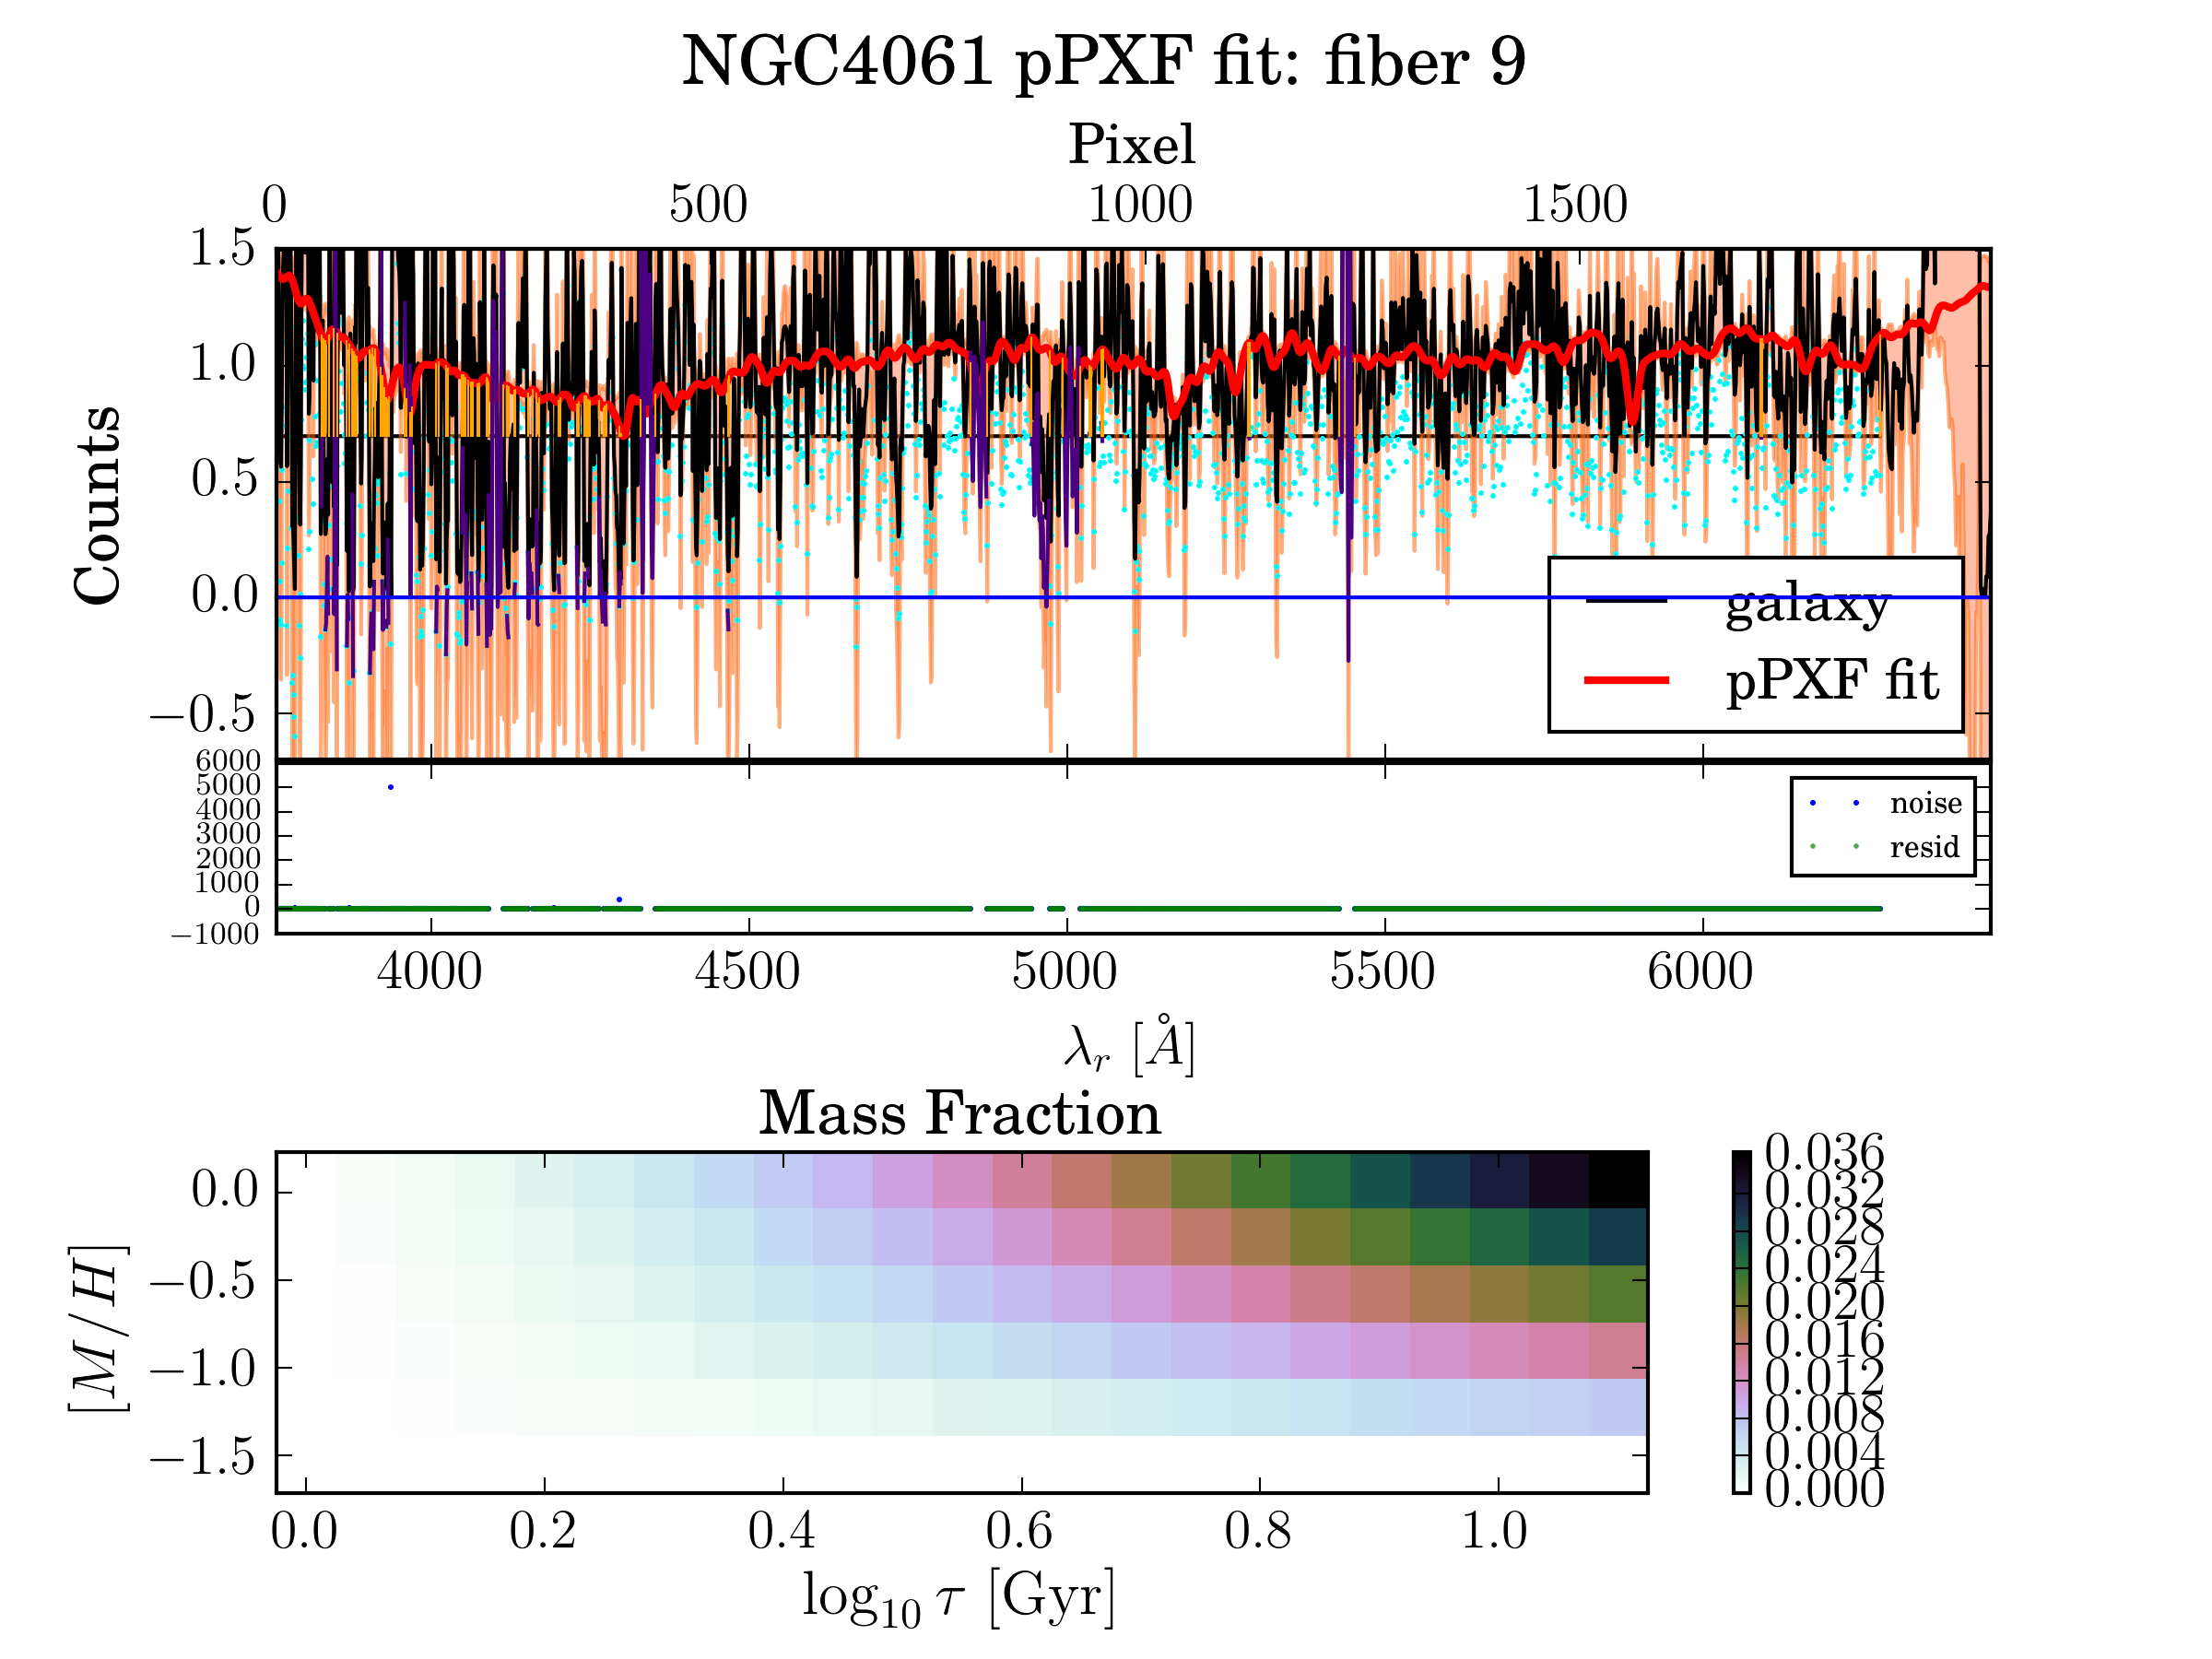 NGC4061 pPXF fit: fiber 9
Pixel
0 500 1000 1500
Counts
1.5
1.0
0.5
0.0
−0.5
galaxy
pPXF fit
6000
5000
4000
3000
2000
1000
0
−1000
noise
resid
4000 4500 5000 5500 6000
λr [Å]
Mass Fraction
[M/H]
0.0
−0.5
−1.0
−1.5
0.0 0.2 0.4 0.6 0.8 1.0
log10 τ [Gyr]
0.036
0.032
0.028
0.024
0.020
0.016
0.012
0.008
0.004
0.000